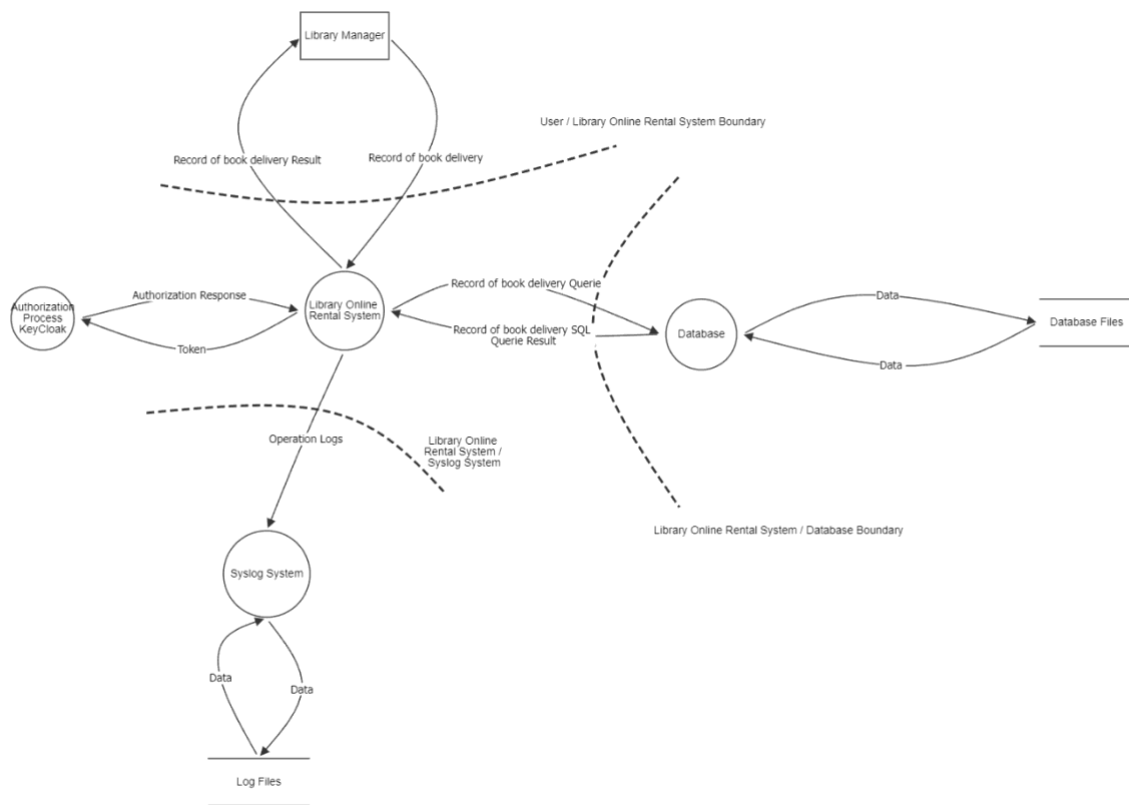 Library Manager
User / Library Online Rental System Boundary
Record of book delivery Result
Record of book delivery
Authorization
Process
KeyCloak
Authorization Response
Token
Library Online
Rental System
Record of book delivery Querie
Record of book delivery SQL
Querie Result
Database
Data
Data
Database Files
Operation Logs
Library Online
Rental System /
Syslog System
Library Online Rental System / Database Boundary
Syslog System
Data
Data
Log Files